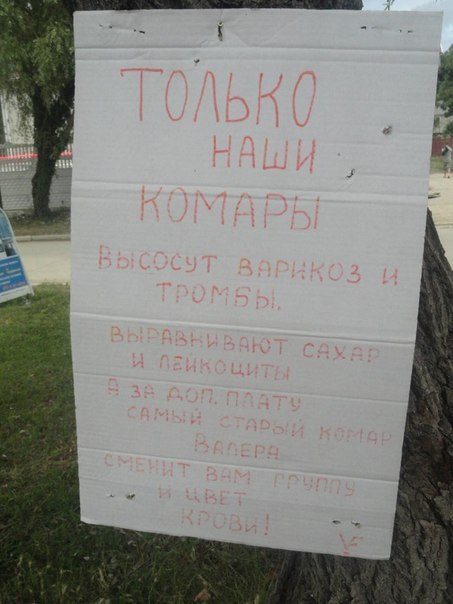 ТОЛЬКО
НАШИ
КОМАРЫ
ВЫСОСУТ ВАРИКОЗ И
ТРОМБЫ,
ВЫРАВНИВАЮТ САХАР
И ЛЕЙКОЦИТЫ
А ЗА ДОП. ПЛАТУ
САМЫЙ СТАРЫЙ КОМАР
ВАЛЕРА
СМЕНИТ ВАМ ГРУППУ
И ЦВЕТ
КРОВИ!